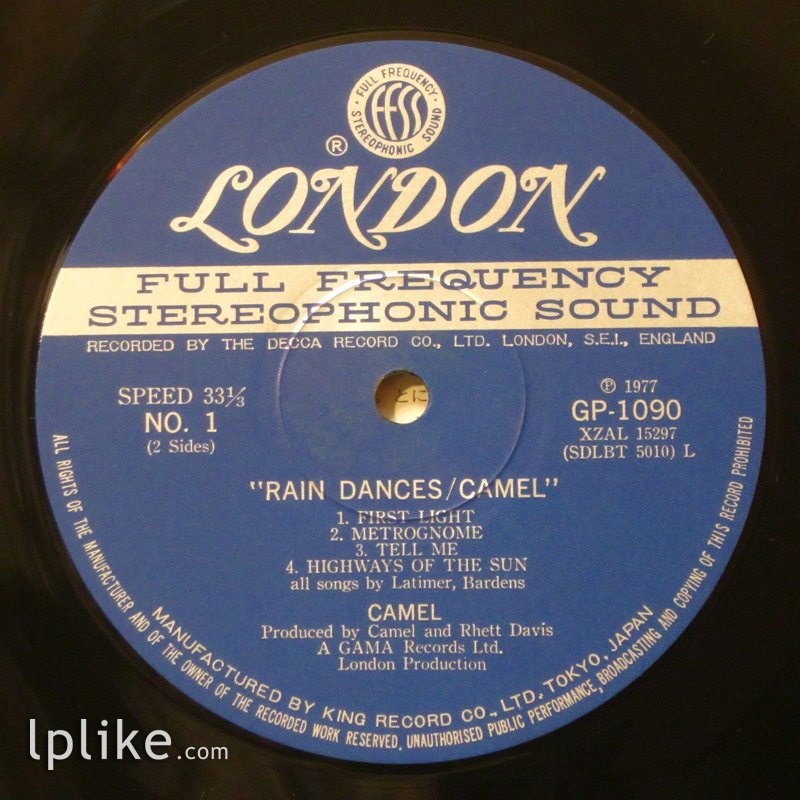 FULL FREQUENCY
STEREOPHONIC SOUND
FFSS
®
LONDON
FULL FREQUENCY
STEREOPHONIC SOUND
RECORDED BY THE DECCA RECORD CO., LTD. LONDON, S.E.I., ENGLAND
SPEED 33⅓
NO. 1
(2 Sides)
とに
℗ 1977
GP-1090
XZAL 15297
(SDLBT 5010) L
"RAIN DANCES/CAMEL"
1. FIRST LIGHT
2. METROGNOME
3. TELL ME
4. HIGHWAYS OF THE SUN
all songs by Latimer, Bardens
CAMEL
Produced by Camel and Rhett Davis
A GAMA Records Ltd.
London Production
MANUFACTURED BY KING RECORD CO., LTD. TOKYO, JAPAN
ALL RIGHTS OF THE MANUFACTURER AND OF THE OWNER OF THE RECORDED WORK RESERVED, UNAUTHORISED PUBLIC PERFORMANCE, BROADCASTING AND COPYING OF THIS RECORD PROHIBITED
lplike.com